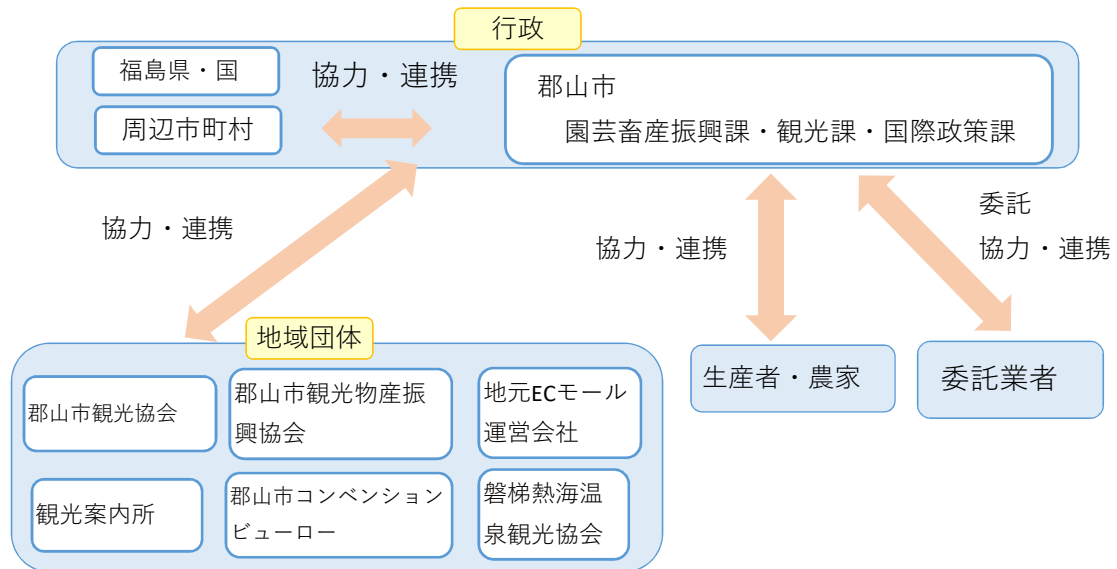 行政
福島県・国
周辺市町村
協力・連携
郡山市
園芸畜産振興課・観光課・国際政策課
協力・連携
協力・連携
委託
協力・連携
地域団体
郡山市観光協会
郡山市観光物産振
興協会
地元ECモール
運営会社
観光案内所
郡山市コンベンション
ビューロー
磐梯熱海温
泉観光協会
生産者・農家
委託業者